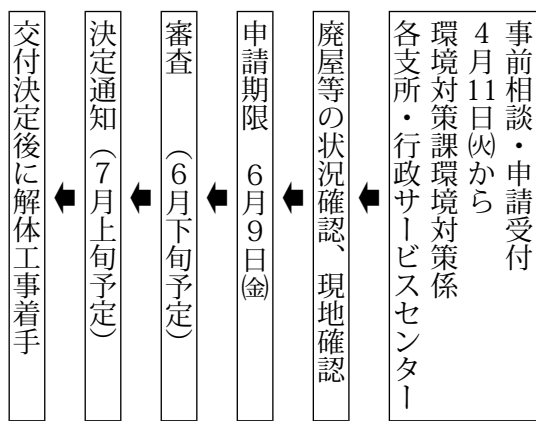 事前相談・申請受付
4月11日㈫から
環境対策課環境対策係
各支所・行政サービスセンター
廃屋等の状況確認、現地確認
申請期限　6月9日㈮
審査　(6月下旬予定)
決定通知(7月上旬予定)
交付決定後に解体工事着手